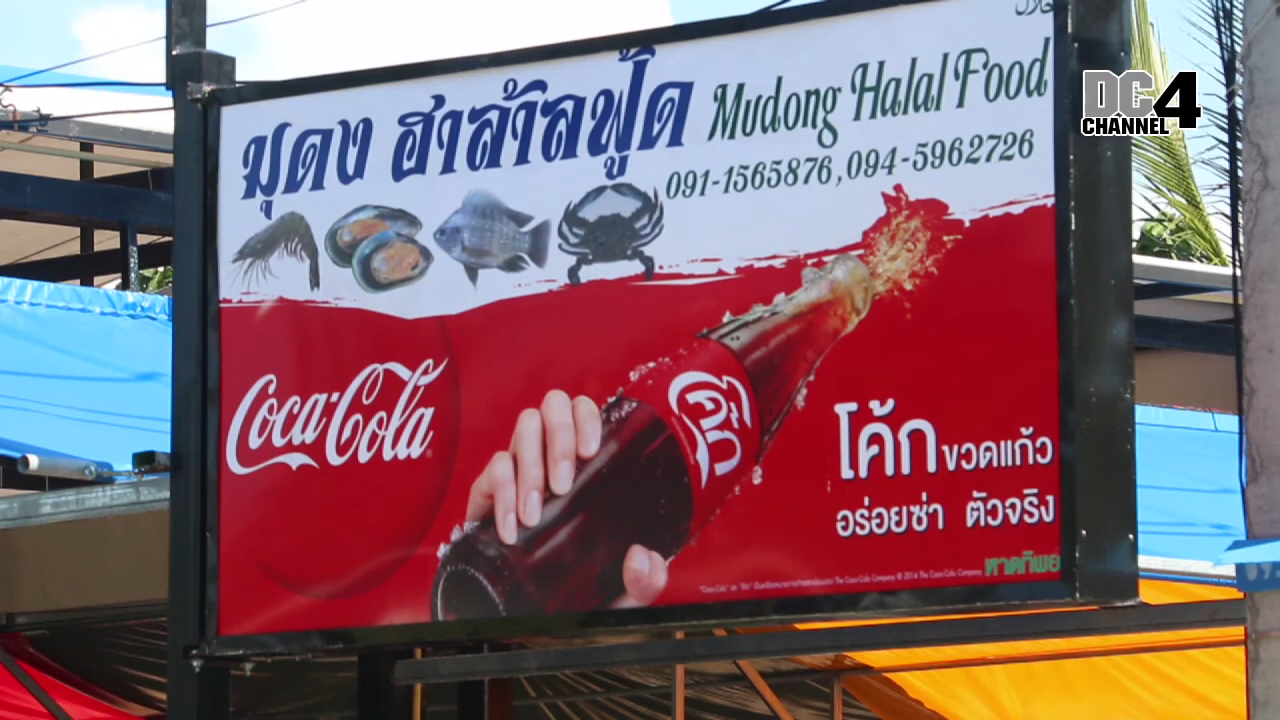 มุดง ฮาล้าลฟู้ด Mudong Halal Food
091-1565876,094-5962726
DC4
CHANNEL
Coca-Cola
โค้ก
โค้กขวดแก้ว
อร่อยซ่า ตัวจริง
หาดทิพย์